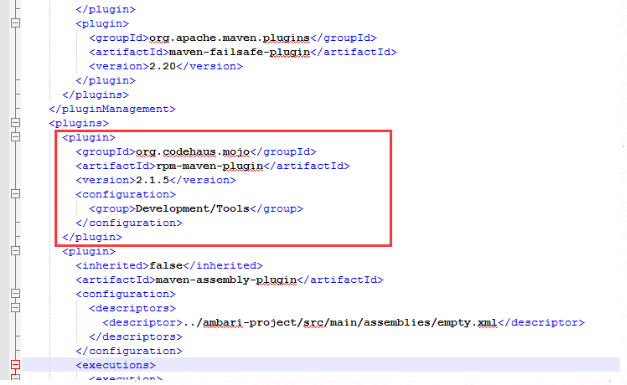 </plugin>
<plugin>
<groupId>org.apache.maven.plugins</groupId>
<artifactId>maven-failsafe-plugin</artifactId>
<version>2.20</version>
</plugin>
</plugins>
</pluginManagement>
<plugins>
<plugin>
<groupId>org.codehaus.mojo</groupId>
<artifactId>rpm-maven-plugin</artifactId>
<version>2.1.5</version>
<configuration>
<group>Development/Tools</group>
</configuration>
</plugin>
<plugin>
<inherited>false</inherited>
<artifactId>maven-assembly-plugin</artifactId>
<configuration>
<descriptors>
<descriptor>../ambari-project/src/main/assemblies/empty.xml</descriptor>
</descriptors>
</configuration>
<executions>
<execution>